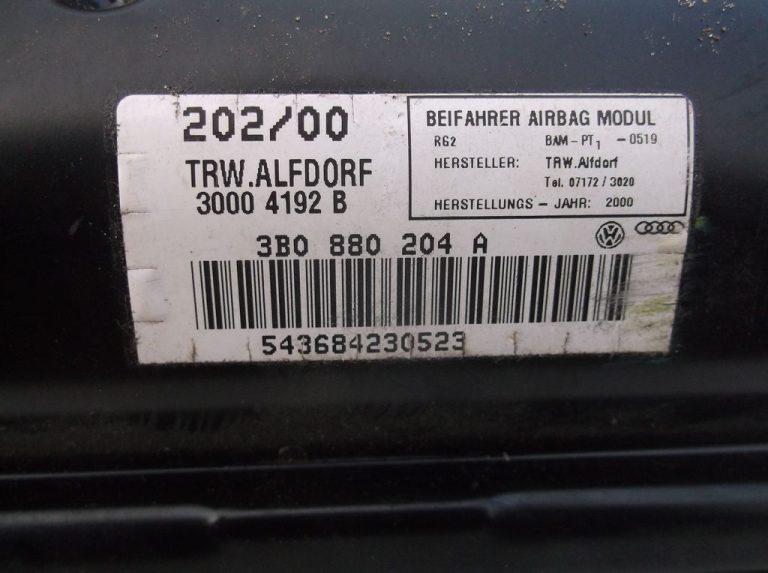 202/00
TRW.ALFDORF
3000 4192 B
BEIFAHRER AIRBAG MODUL
RG2 BAM-PT1 -0519
HERSTELLER: TRW.Alfdorf
Tel. 07172/3020
HERSTELLUNGS - JAHR: 2000
3B0 880 204 A
543684230523